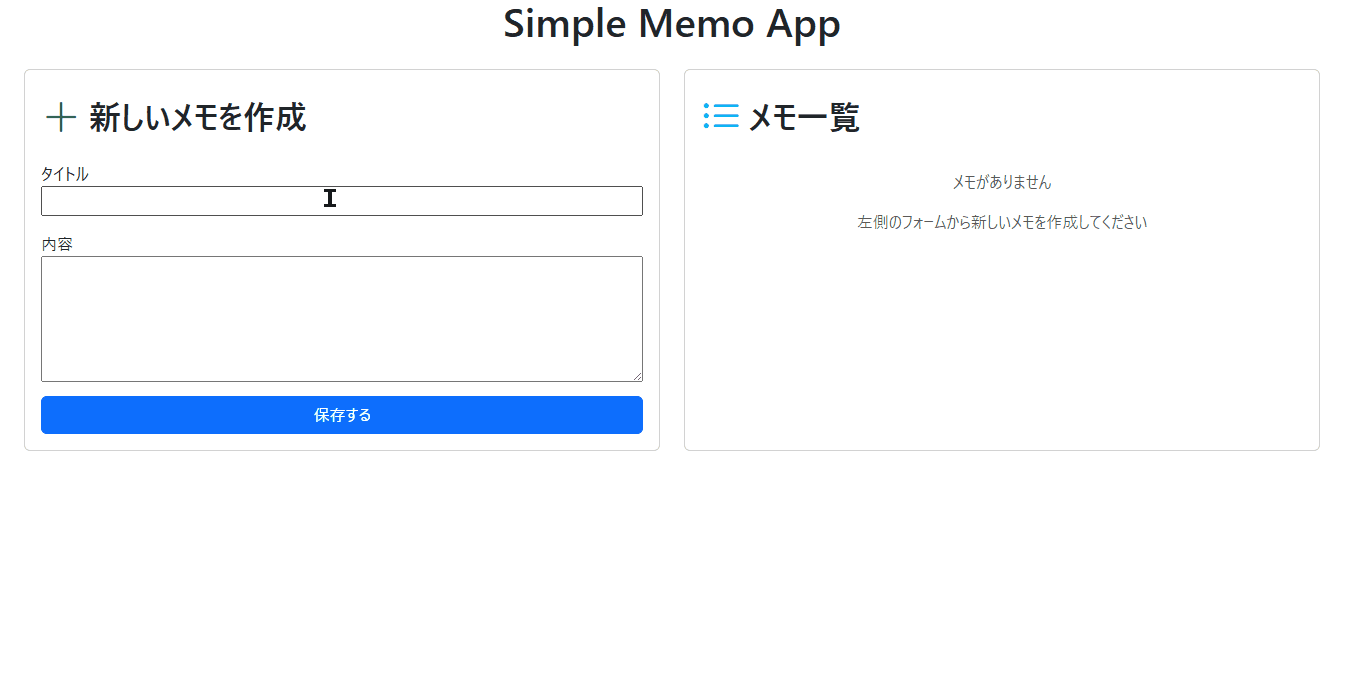 Simple Memo App
新しいメモを作成
タイトル
内容
保存する
メモ一覧
メモがありません
左側のフォームから新しいメモを作成してください